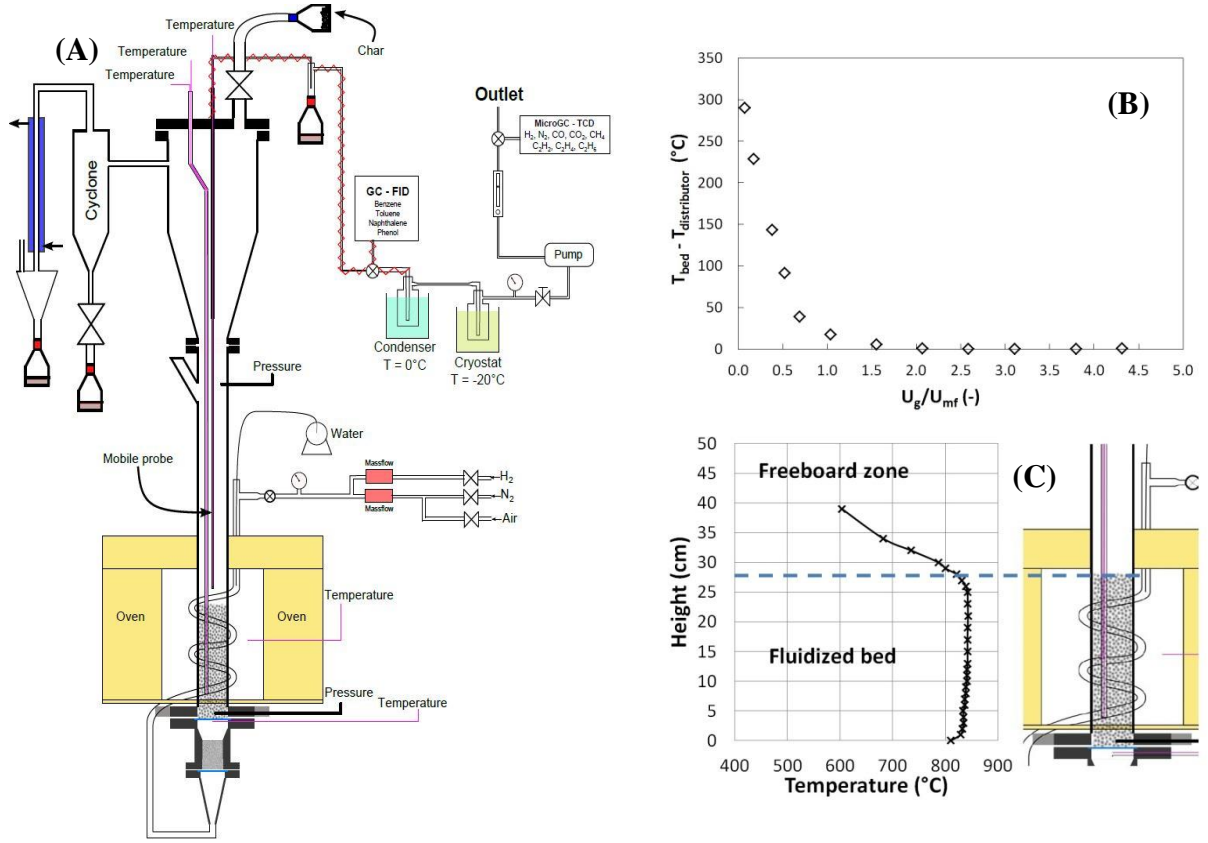 (A)
Temperature
Temperature
Temperature
Char
Cyclone
Outlet
MicroGC - TCD
H₂, N₂, CO, CO₂, CH₄
C₂H₂, C₂H₄, C₂H₆
GC - FID
Benzene
Toluene
Naphthalene
Phenol
Pump
Condenser
T = 0°C
Cryostat
T = -20°C
Pressure
Water
Mobile probe
Massflow
Massflow
H₂
N₂
Air
Oven
Oven
Temperature
Pressure
Temperature
(B)
T_bed - T_distributor (°C)
350
300
250
200
150
100
50
0
0.0 0.5 1.0 1.5 2.0 2.5 3.0 3.5 4.0 4.5 5.0
U_g/U_mf (-)
(C)
Height (cm)
50
45
40
35
30
25
20
15
10
5
0
Freeboard zone
Fluidized bed
400 500 600 700 800 900
Temperature (°C)